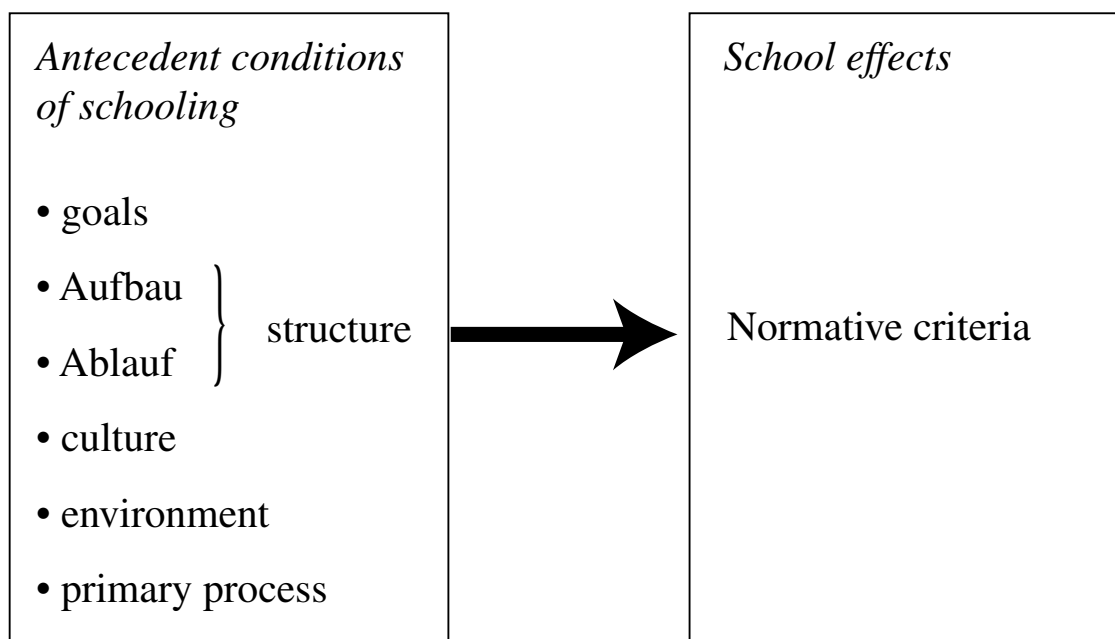 Antecedent conditions
of schooling
• goals
• Aufbau
• Ablauf
structure
• culture
• environment
• primary process
School effects
Normative criteria